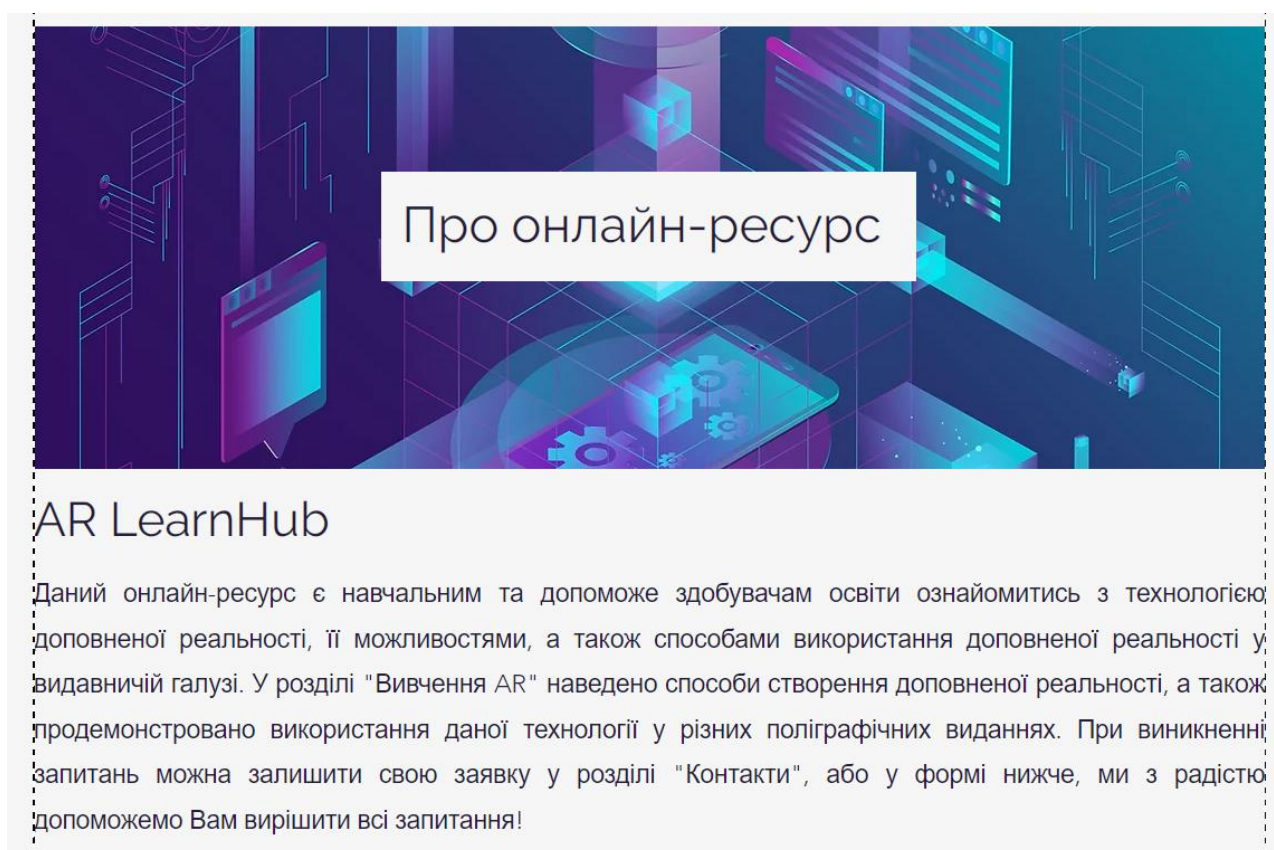 Про онлайн-ресурс
AR LearnHub
Даний онлайн-ресурс є навчальним та допоможе здобувачам освіти ознайомитись з технологією
доповненої реальності, її можливостями, а також способами використання доповненої реальності у
видавничій галузі. У розділі "Вивчення AR" наведено способи створення доповненої реальності, а також
продемонстровано використання даної технології у різних поліграфічних виданнях. При виникненні
запитань можна залишити свою заявку у розділі "Контакти", або у формі нижче, ми з радістю
допоможемо Вам вирішити всі запитання!